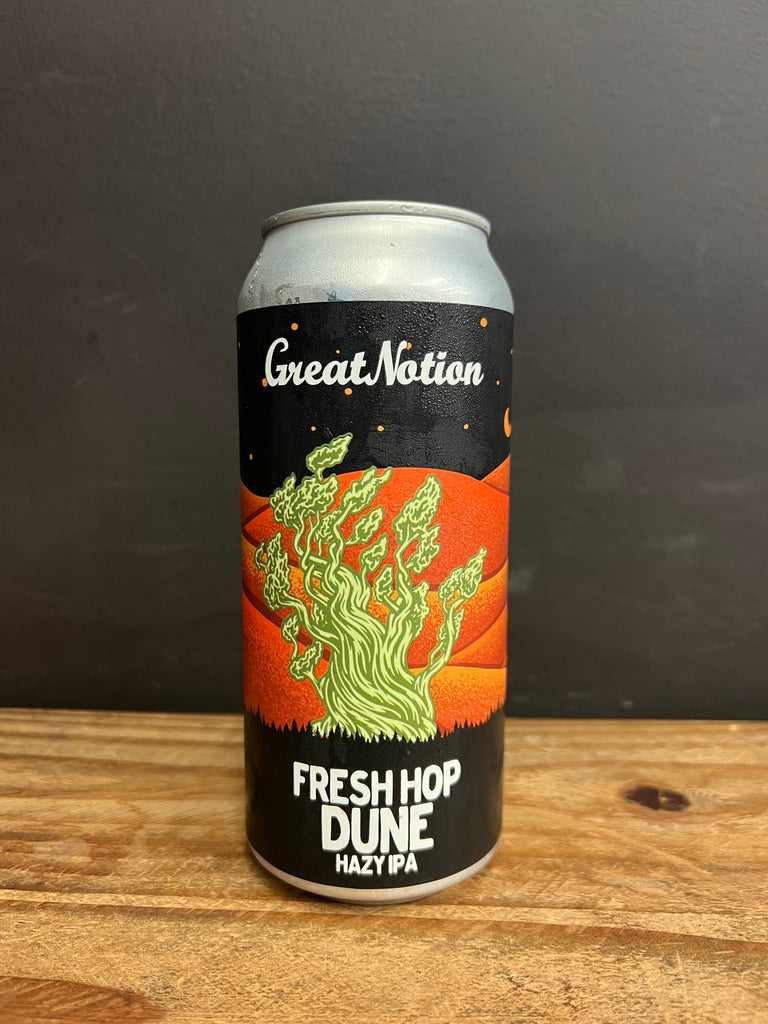 Great Notion
FRESH HOP
DUNE
HAZY IPA